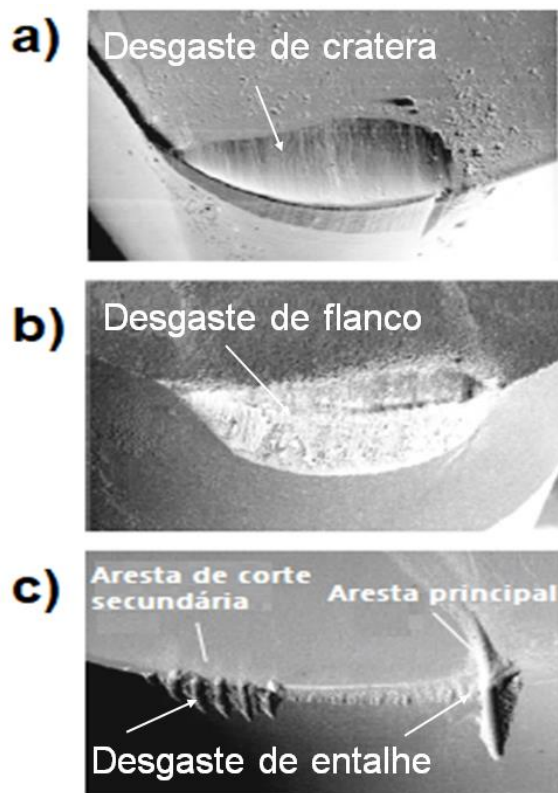 a)
Desgaste de cratera
b)
Desgaste de flanco
c)
Aresta de corte
secundária
Aresta principal
Desgaste de entalhe